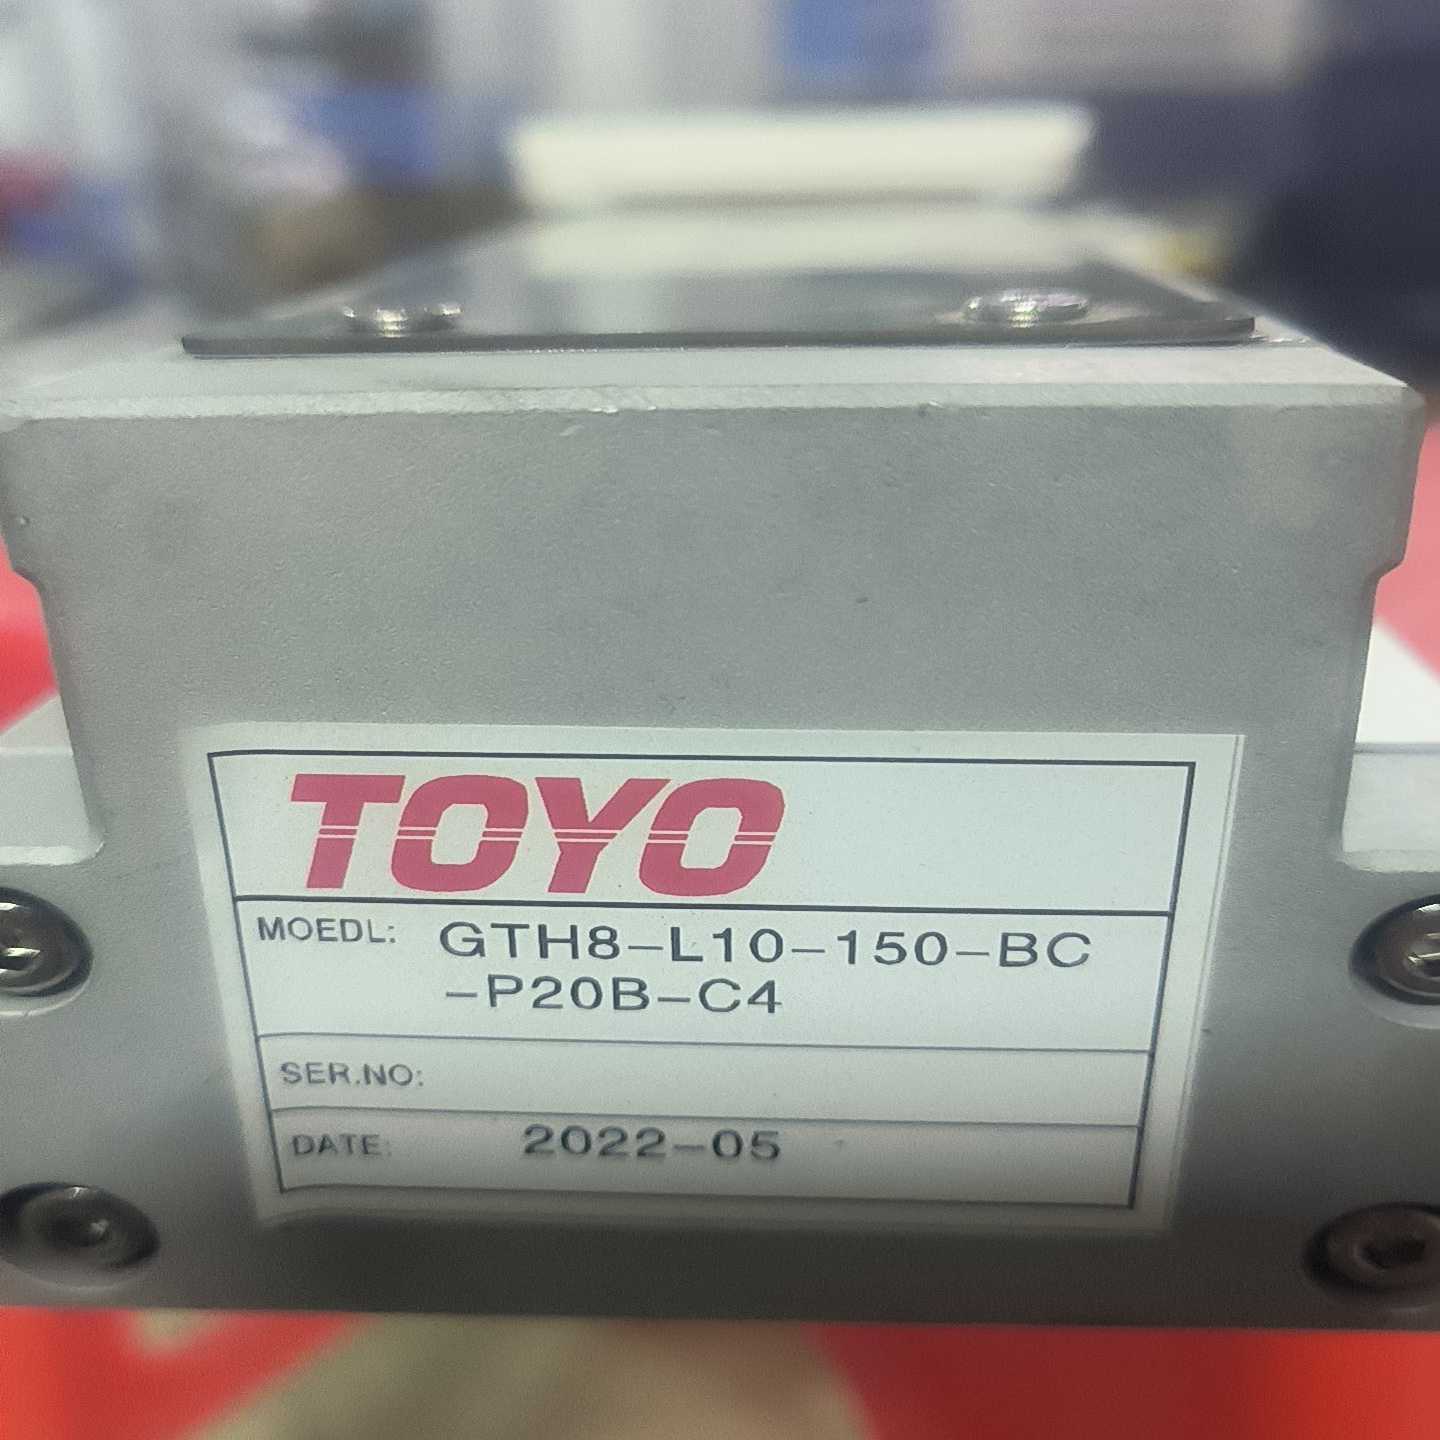 TOYO
MOEDL: GTH8-L10-150-BC
-P20B-C4
SER.NO:
DATE: 2022-05